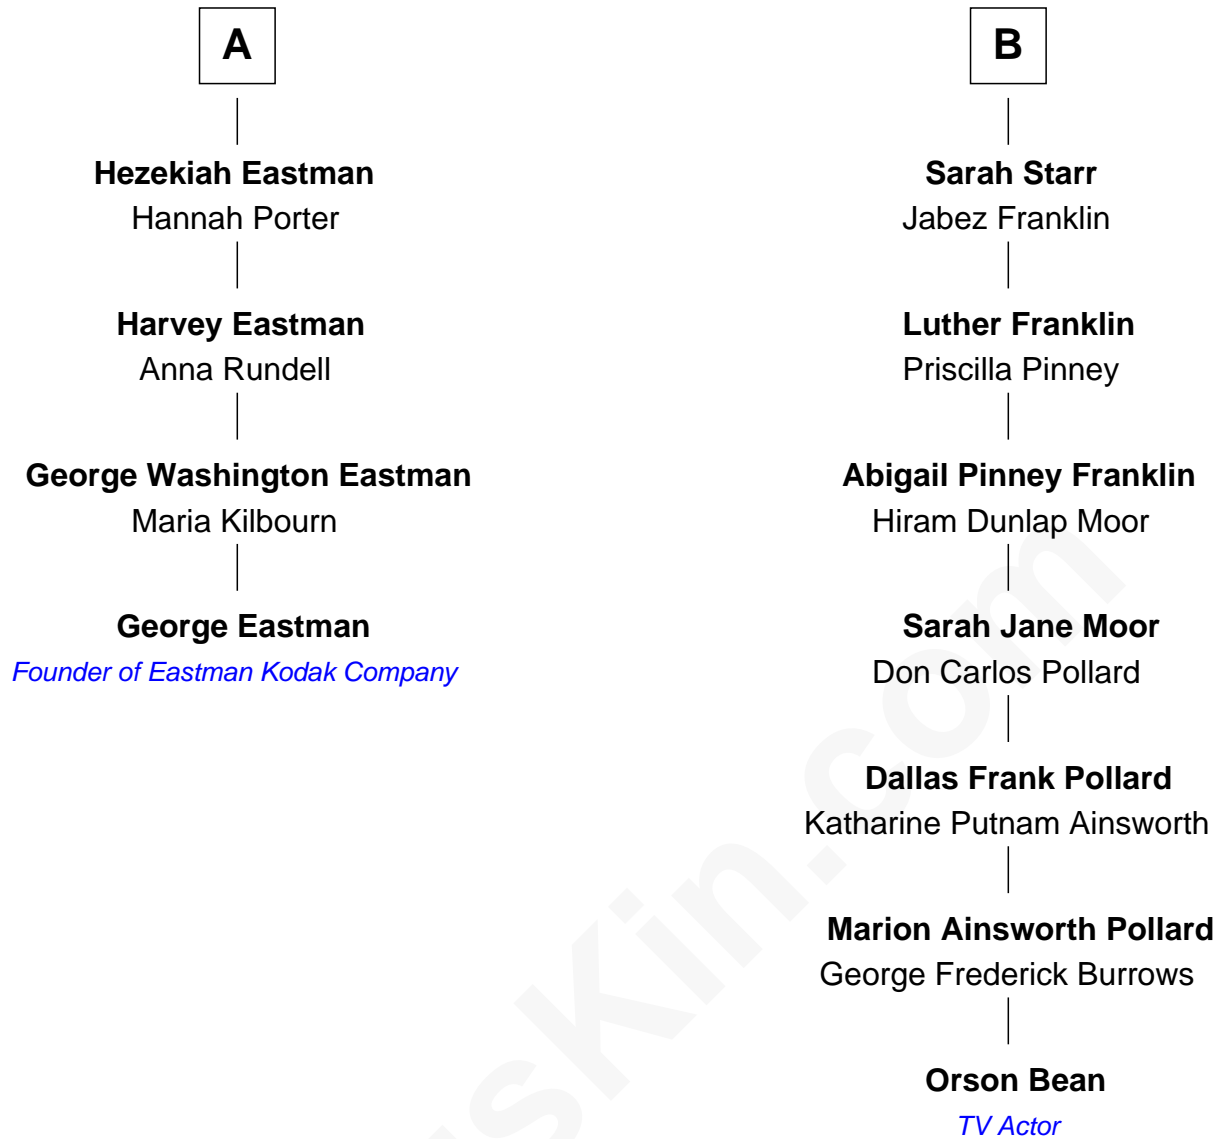 A
Hezekiah Eastman
Hannah Porter
Harvey Eastman
Anna Rundell
George Washington Eastman
Maria Kilbourn
George Eastman
Founder of Eastman Kodak Company
B
Sarah Starr
Jabez Franklin
Luther Franklin
Priscilla Pinney
Abigail Pinney Franklin
Hiram Dunlap Moor
Sarah Jane Moor
Don Carlos Pollard
Dallas Frank Pollard
Katharine Putnam Ainsworth
Marion Ainsworth Pollard
George Frederick Burrows
Orson Bean
TV Actor
sKin.com